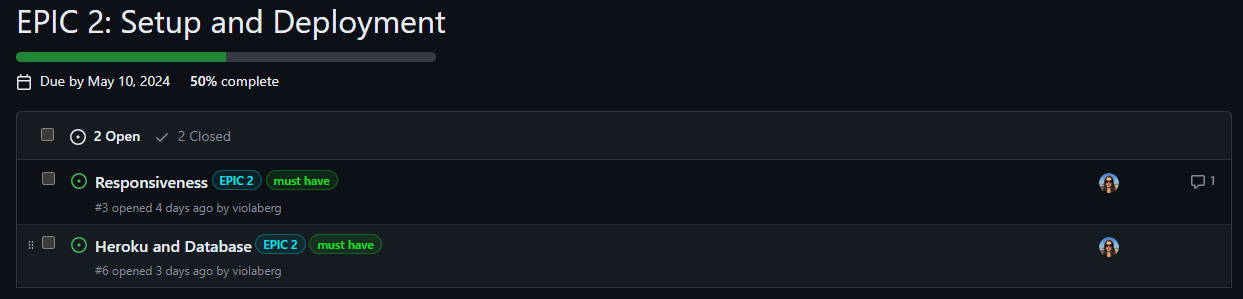 EPIC 2: Setup and Deployment
Due by May 10, 2024 50% complete
2 Open 2 Closed
Responsiveness EPIC 2 must have 1
#3 opened 4 days ago by violaberg
Heroku and Database EPIC 2 must have
#6 opened 3 days ago by violaberg